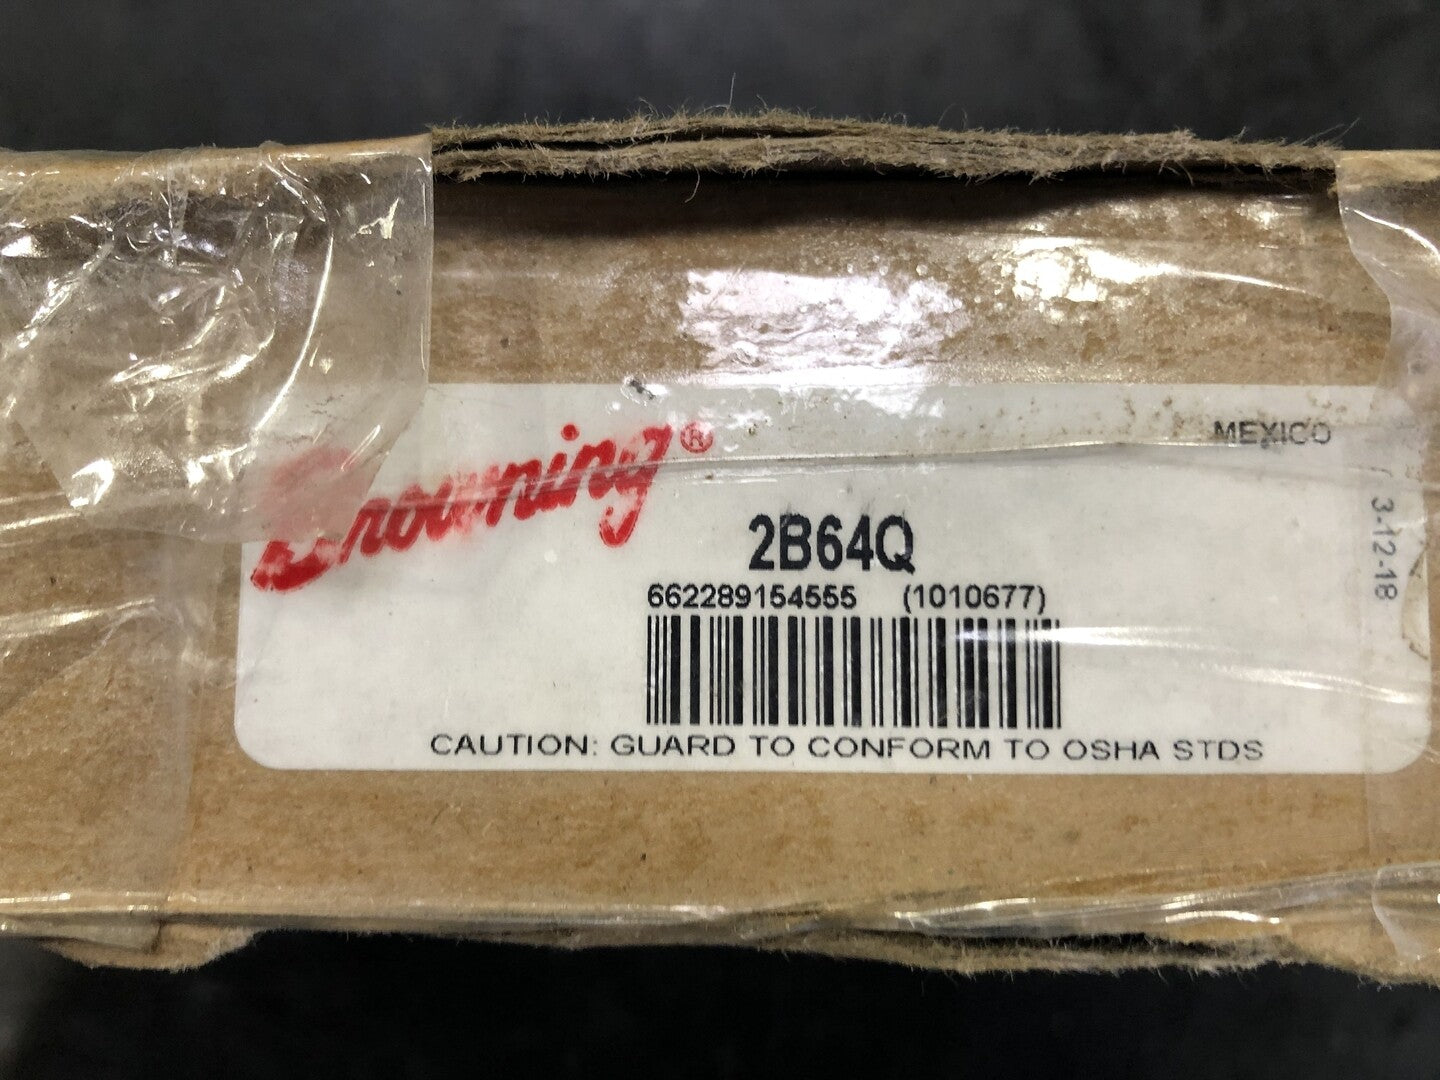 Browning®
MEXICO
2B64Q
662289154555 (1010677)
3-12-18
CAUTION: GUARD TO CONFORM TO OSHA STDS